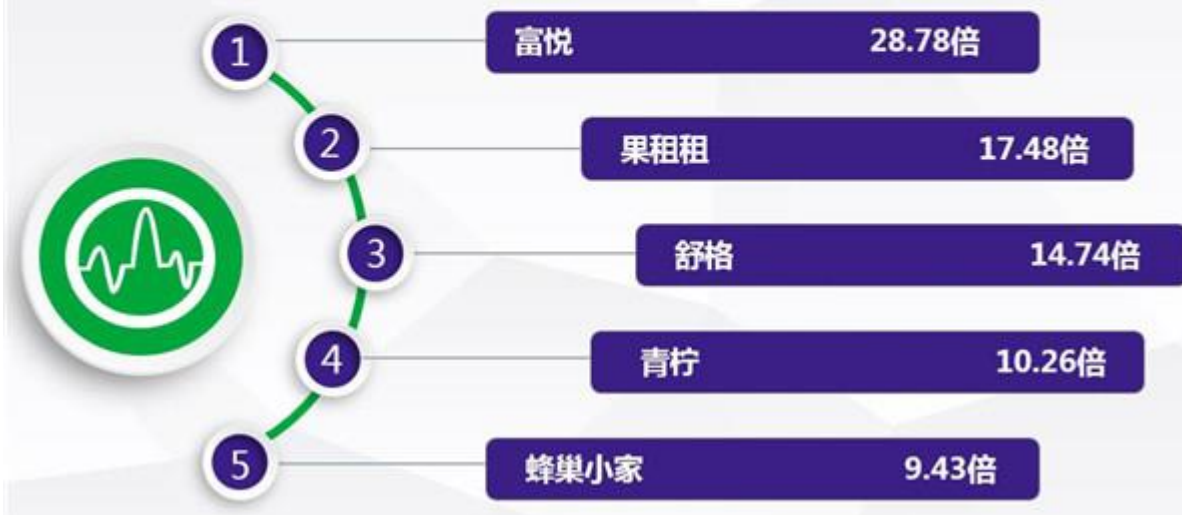 1 富悦 28.78倍
2 果租租 17.48倍
3 舒格 14.74倍
4 青柠 10.26倍
5 蜂巢小家 9.43倍